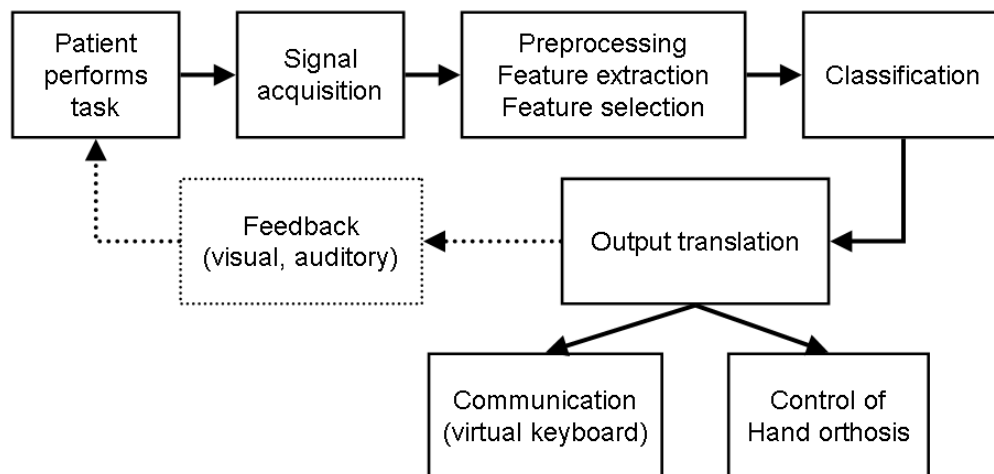 Patient
performs
task
Signal
acquisition
Preprocessing
Feature extraction
Feature selection
Classification
Feedback
(visual, auditory)
Output translation
Communication
(virtual keyboard)
Control of
Hand orthosis